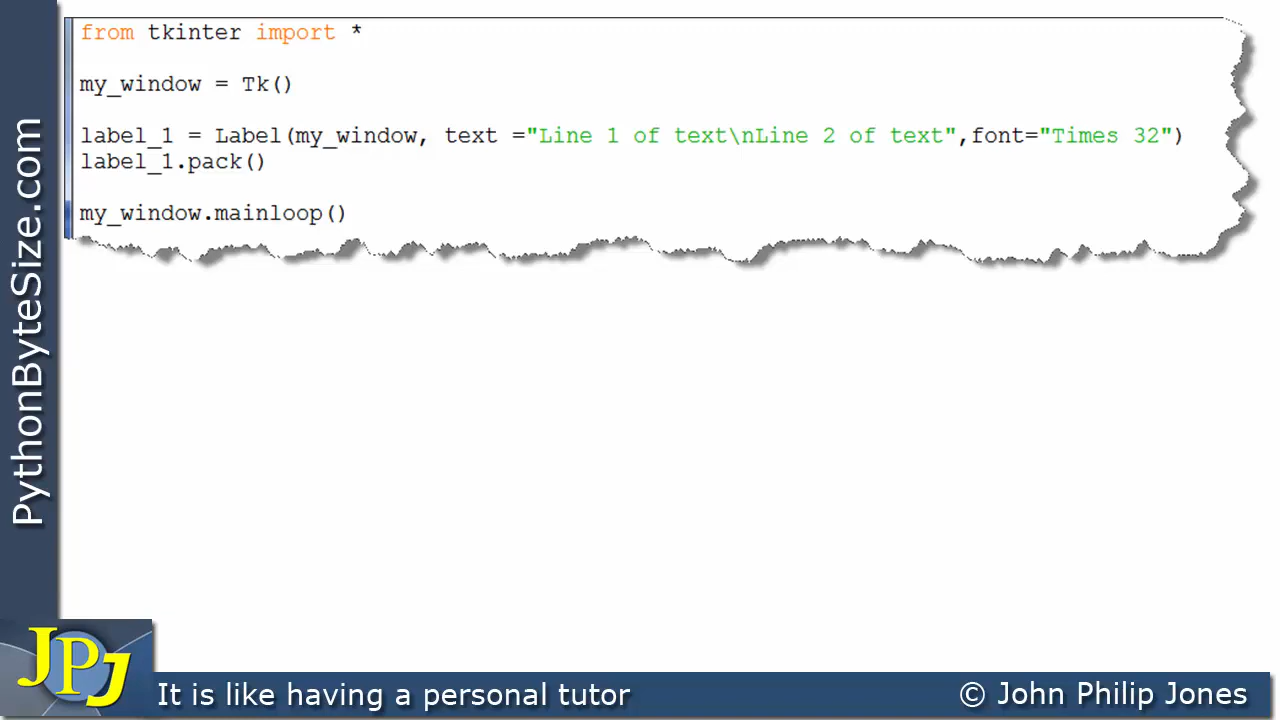 from tkinter import *
my_window = Tk()
label_1 = Label(my_window, text ="Line 1 of text\nLine 2 of text",font="Times 32")
label_1.pack()
my_window.mainloop()
PythonByteSize.com
JPJ
It is like having a personal tutor
© John Philip Jones